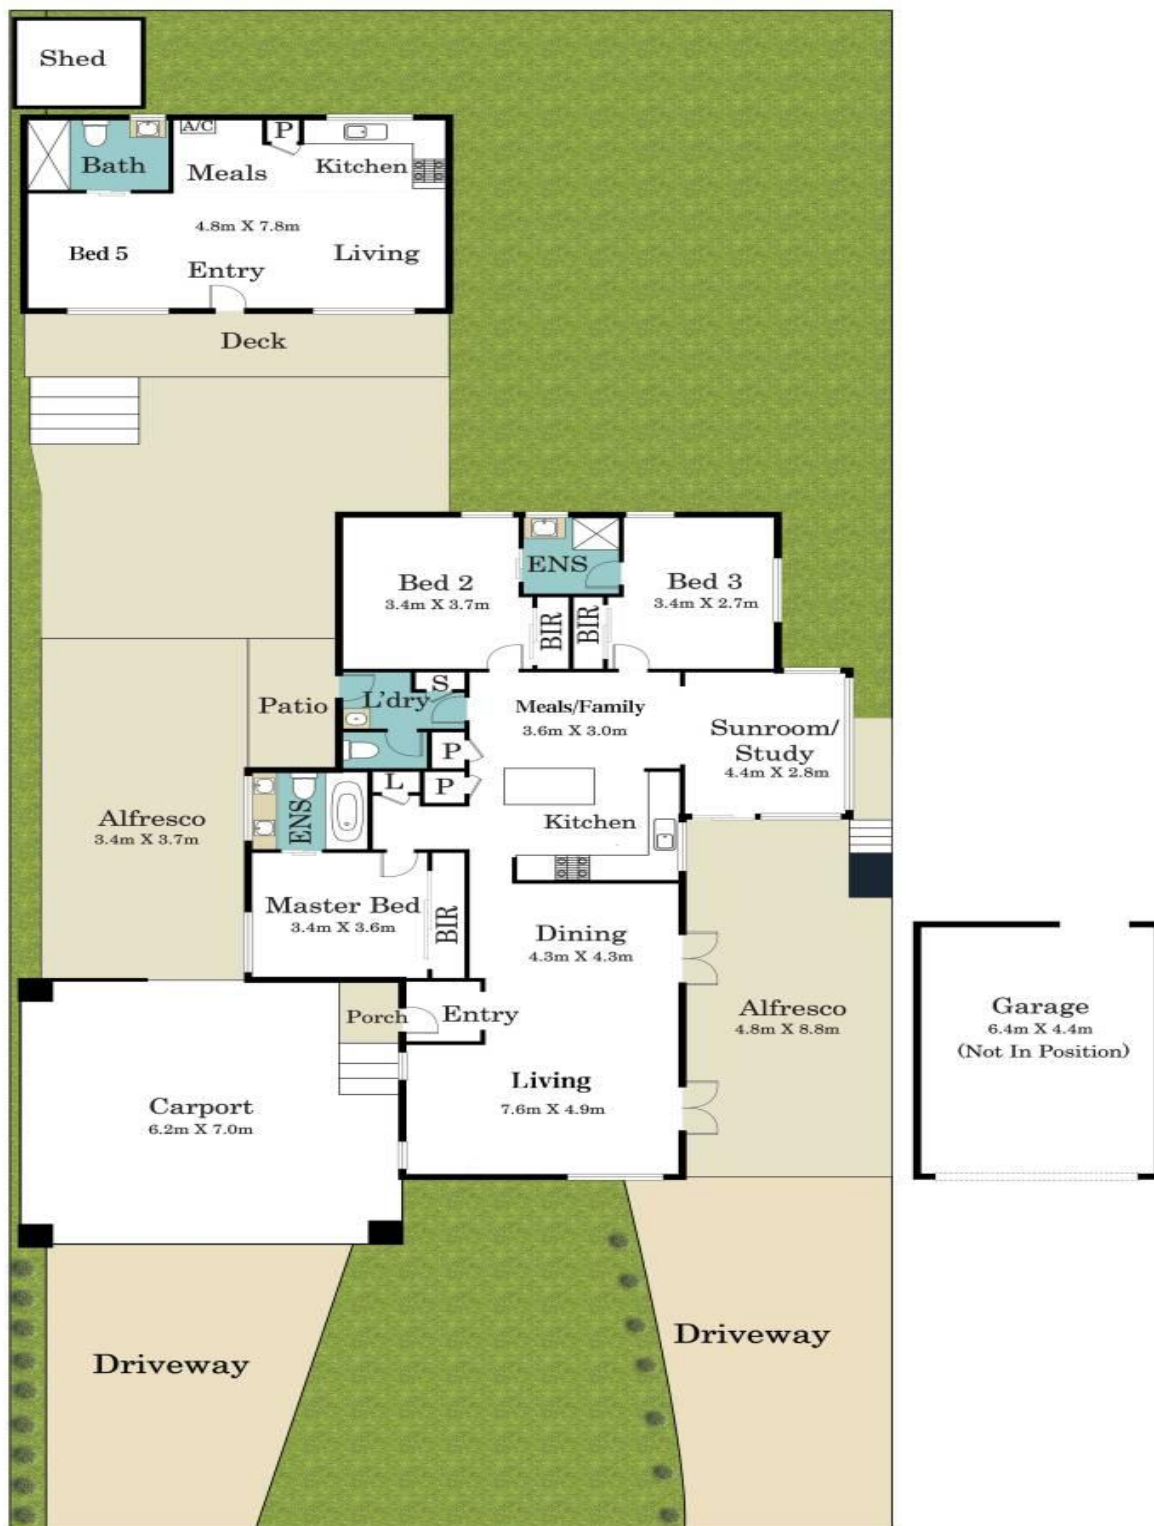 Shed
Bath
A/C
Meals
P
Kitchen
4.8m X 7.8m
Bed 5
Entry
Living
Deck
Bed 2
3.4m X 3.7m
ENS
Bed 3
3.4m X 2.7m
BIR
BIR
Patio
L'dry
S
P
P
L
Meals/Family
3.6m X 3.0m
Sunroom/
Study
4.4m X 2.8m
Alfresco
3.4m X 3.7m
ENS
Kitchen
Master Bed
3.4m X 3.6m
BIR
Dining
4.3m X 4.3m
Porch
Entry
Alfresco
4.8m X 8.8m
Garage
6.4m X 4.4m
(Not In Position)
Carport
6.2m X 7.0m
Living
7.6m X 4.9m
Driveway
Driveway